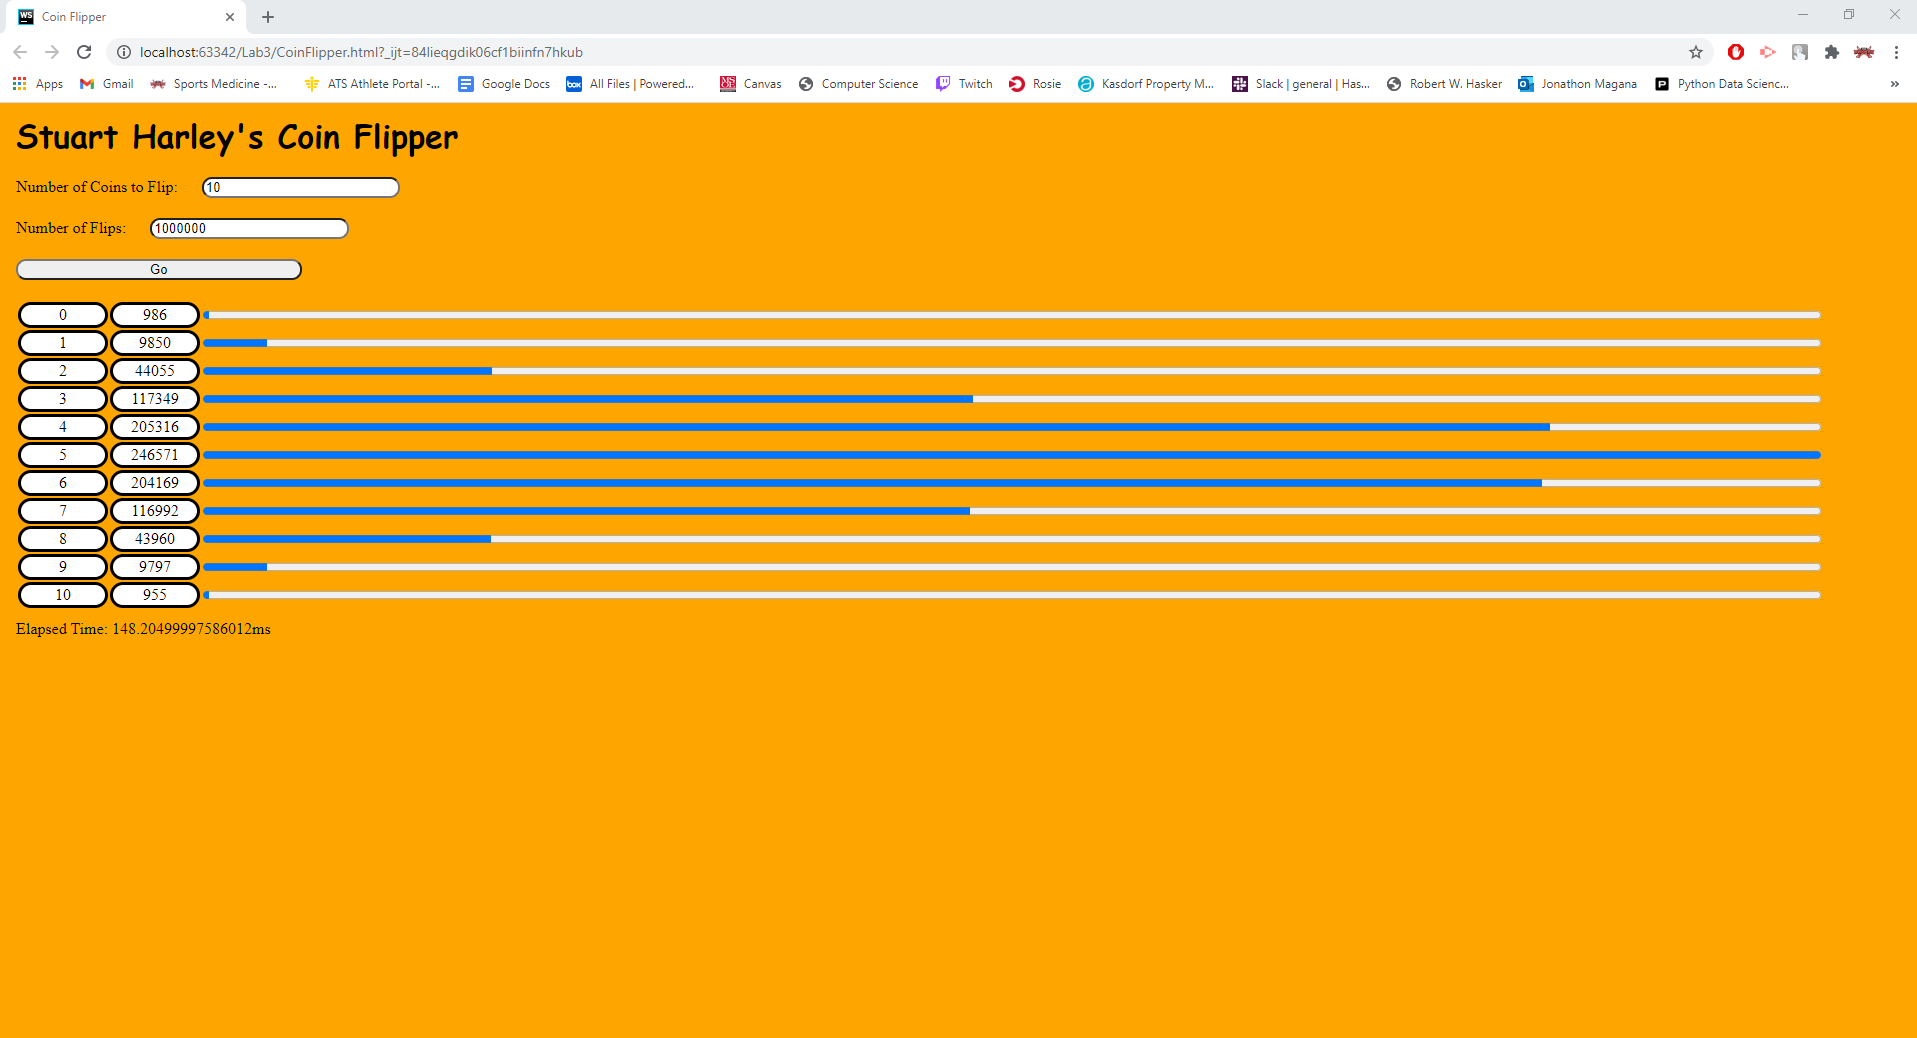 WS Coin Flipper
localhost:63342/Lab3/CoinFlipper.html?_ijt=84lieqgdik06cf1biinfn7hkub
Apps Gmail Sports Medicine -... ATS Athlete Portal -... Google Docs box All Files | Powered... Canvas Computer Science Twitch Rosie Kasdorf Property M... Slack | general | Has... Robert W. Hasker Jonathon Magana Python Data Scienc... »
Stuart Harley's Coin Flipper
Number of Coins to Flip: 10
Number of Flips: 1000000
Go
0 986
1 9850
2 44055
3 117349
4 205316
5 246571
6 204169
7 116992
8 43960
9 9797
10 955
Elapsed Time: 148.20499997586012ms